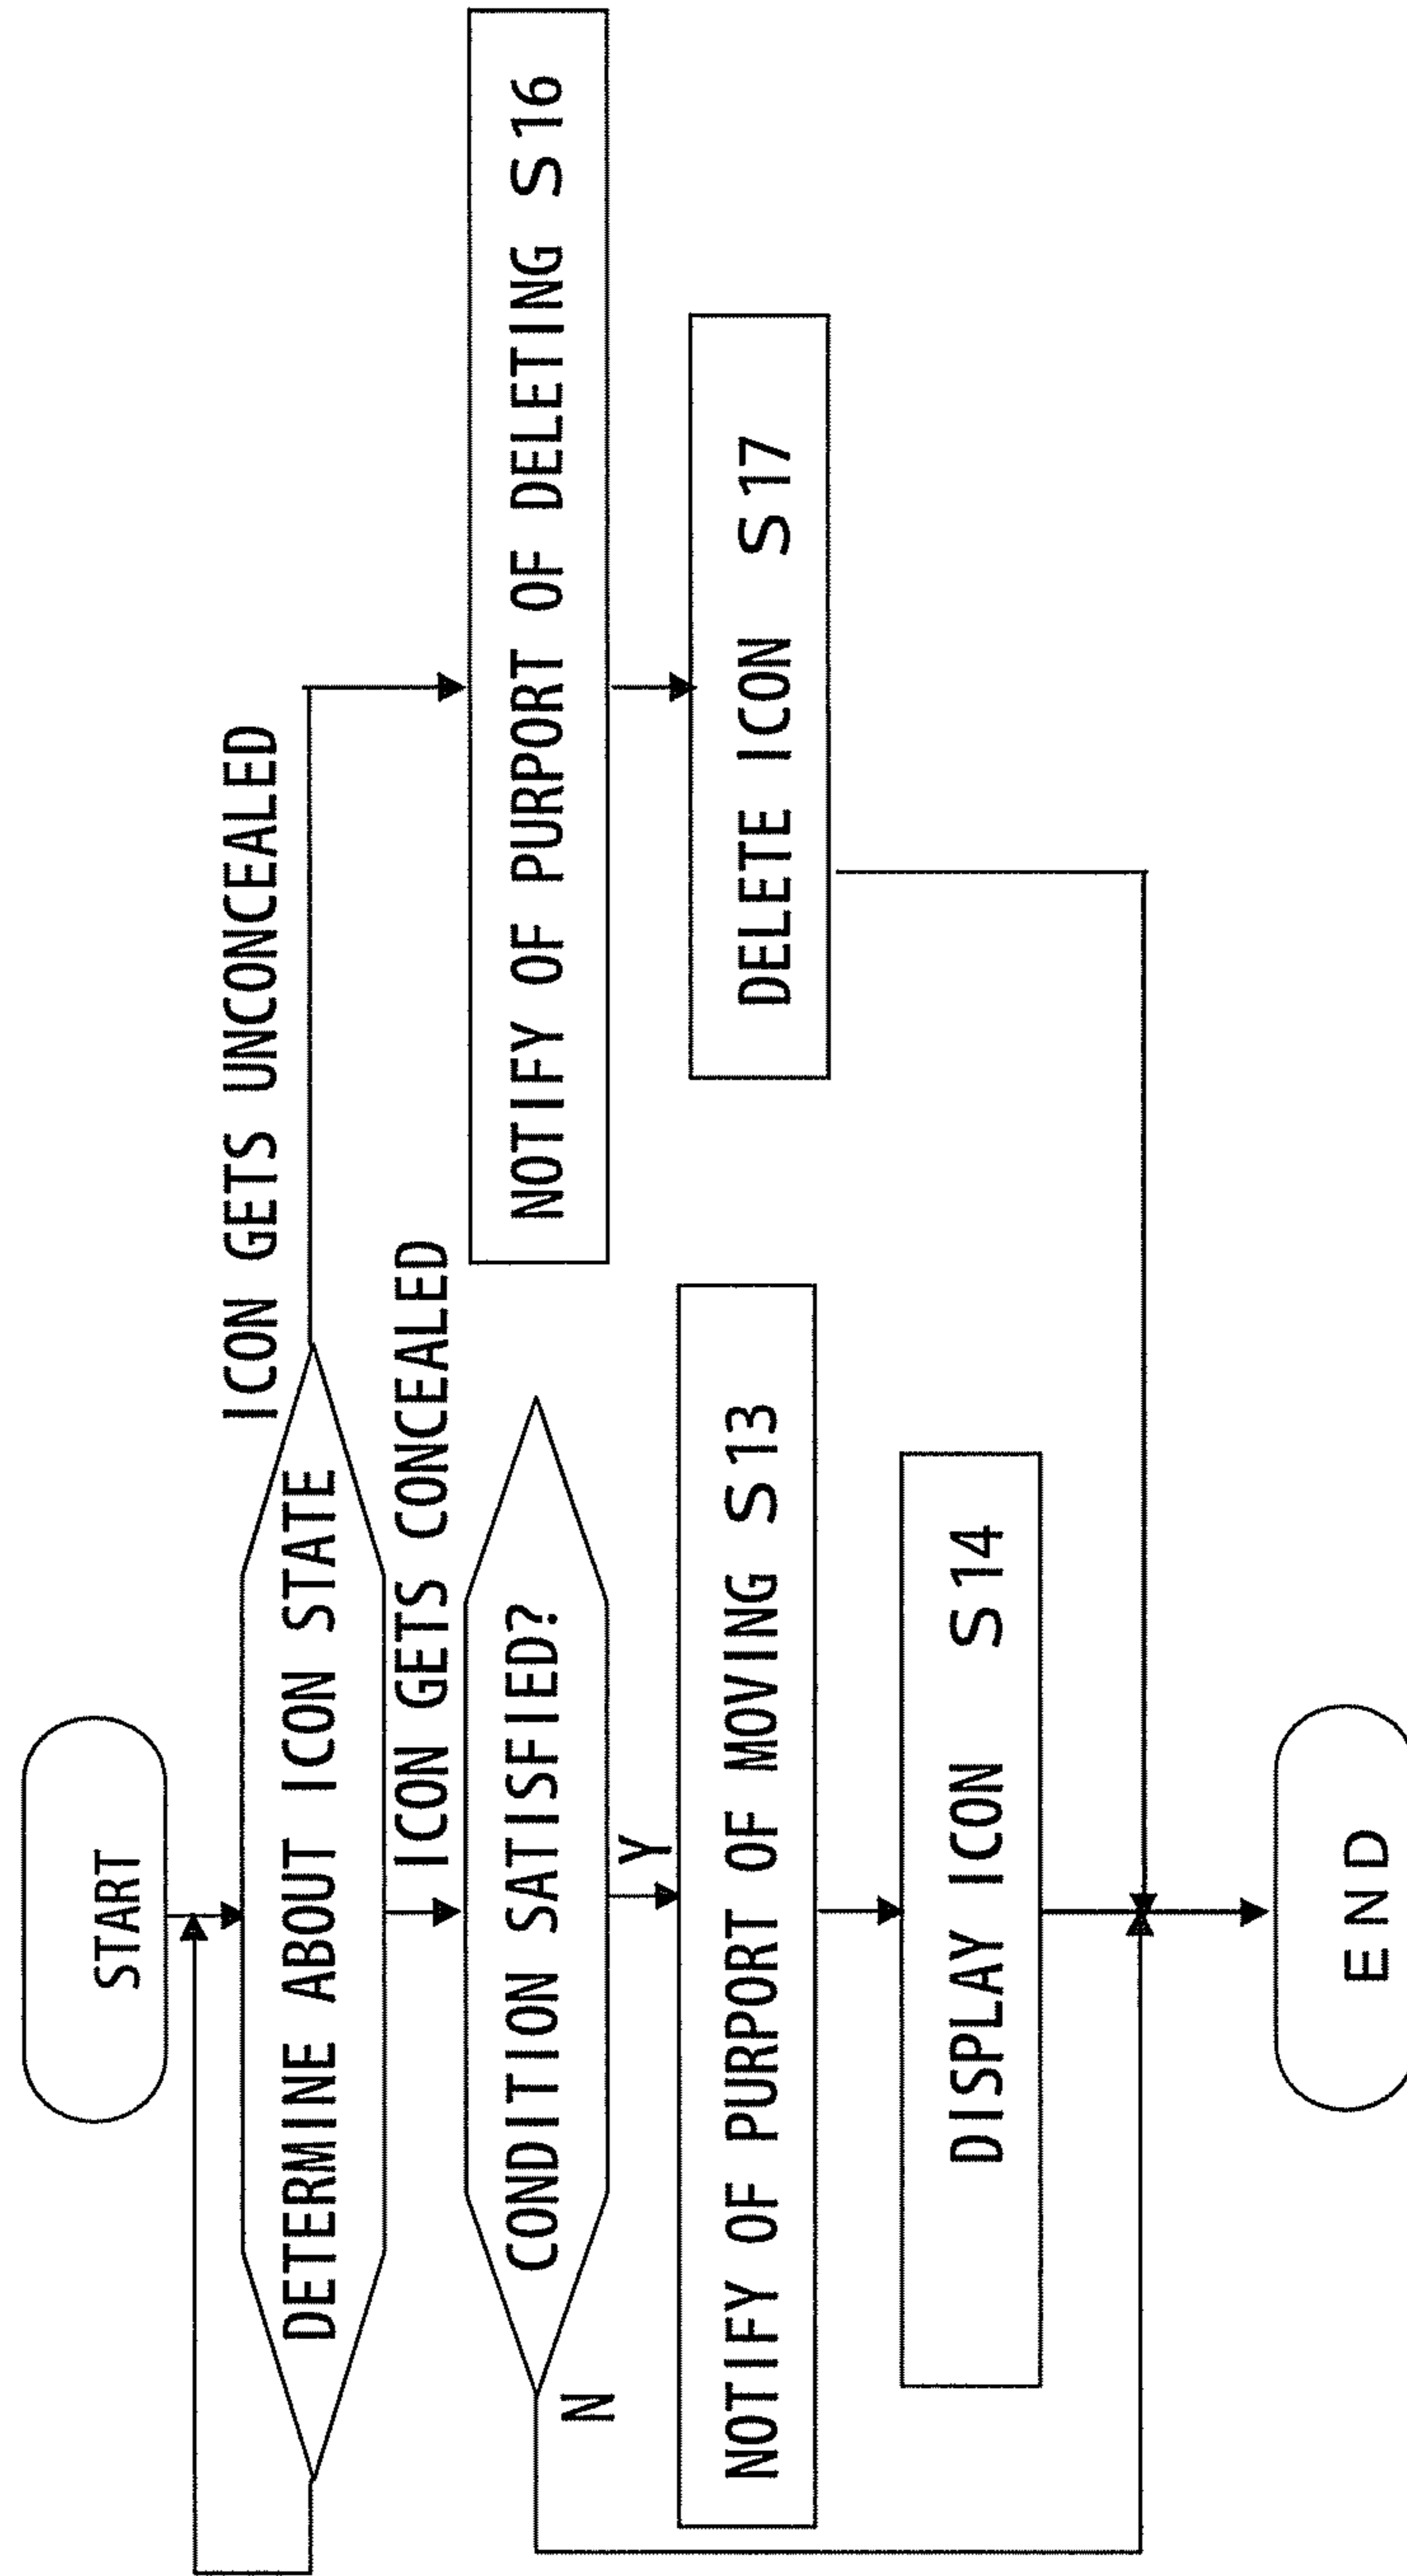 START
DETERMINE ABOUT ICON STATE
ICON GETS UNCONCEALED
ICON GETS CONCEALED
CONDITION SATISFIED?
N
Y
NOTIFY OF PURPORT OF MOVING S13
DISPLAY ICON S14
NOTIFY OF PURPORT OF DELETING S16
DELETE ICON S17
END